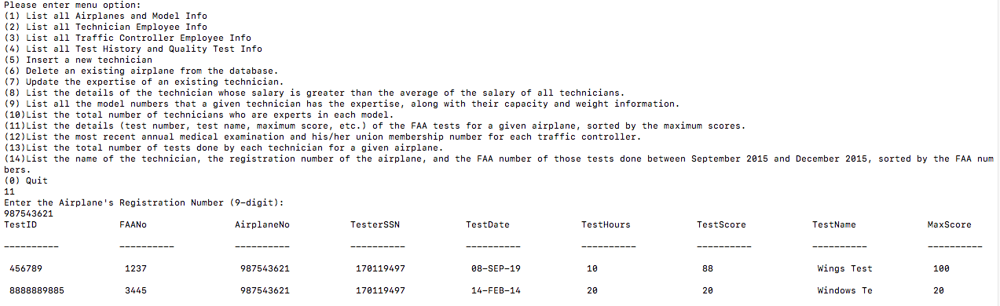 Please enter menu option:
(1) List all Airplanes and Model Info
(2) List all Technician Employee Info
(3) List all Traffic Controller Employee Info
(4) List all Test History and Quality Test Info
(5) Insert a new technician
(6) Delete an existing airplane from the database.
(7) Update the expertise of an existing technician.
(8) List the details of the technician whose salary is greater than the average of the salary of all technicians.
(9) List all the model numbers that a given technician has the expertise, along with their capacity and weight information.
(10)List the total number of technicians who are experts in each model.
(11)List the details (test number, test name, maximum score, etc.) of the FAA tests for a given airplane, sorted by the maximum scores.
(12)List the most recent annual medical examination and his/her union membership number for each traffic controller.
(13)List the total number of tests done by each technician for a given airplane.
(14)List the name of the technician, the registration number of the airplane, and the FAA number of those tests done between September 2015 and December 2015, sorted by the FAA num
bers.
(0) Quit
11
Enter the Airplane's Registration Number (9-digit):
987543621
TestID FAANo AirplaneNo TesterSSN TestDate TestHours TestScore TestName MaxScore
---------- ---------- ---------- ---------- ---------- ---------- ---------- ---------- ----------
456789 1237 987543621 170119497 08-SEP-19 10 88 Wings Test 100
8888889885 3445 987543621 170119497 14-FEB-14 20 20 Windows Te 20